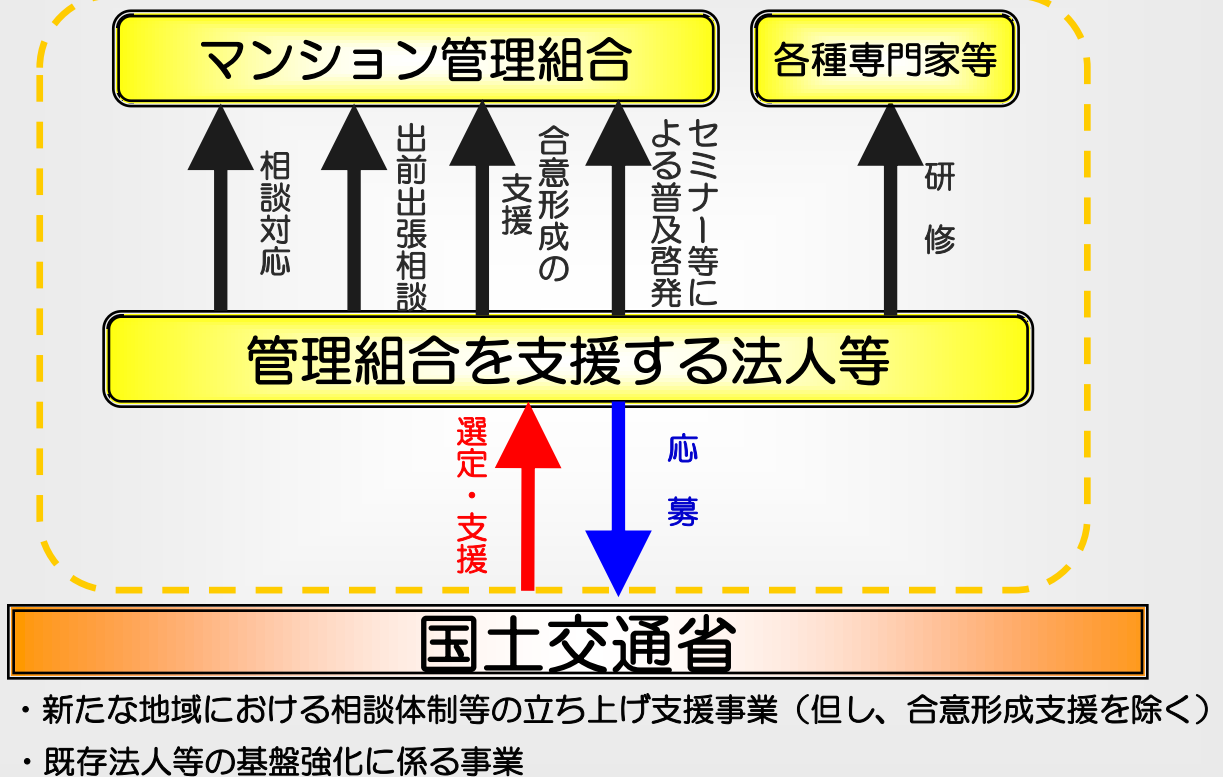 マンション管理組合
各種専門家等
相談対応
出前出張相談
合意形成の
支援
セミナー等に
よる普及啓発
研修
管理組合を支援する法人等
選定・支援
応募
国土交通省
・新たな地域における相談体制等の立ち上げ支援事業（但し、合意形成支援を除く）
・既存法人等の基盤強化に係る事業